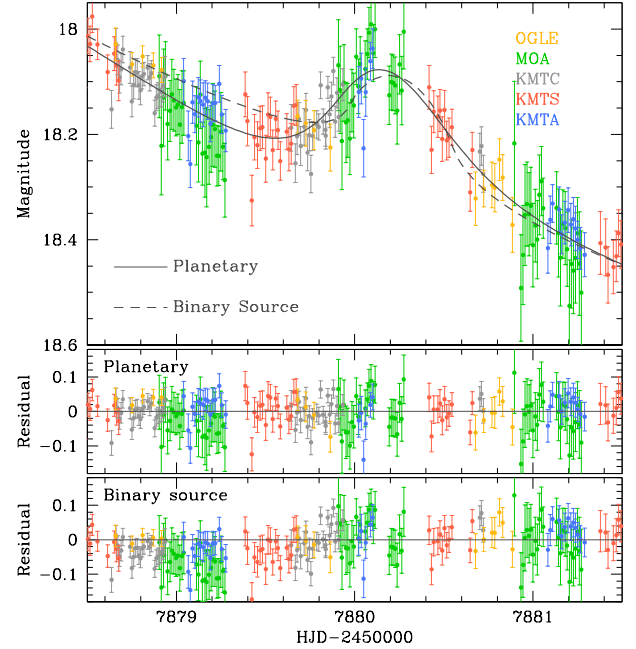 18
OGLE
MOA
KMTC
KMTS
KMTA
18.2
Magnitude
18.4
Planetary
Binary Source
18.6
Planetary
0.1
0
−0.1
Residual
Binary source
0.1
0
−0.1
Residual
7879
7880
7881
HJD−2450000